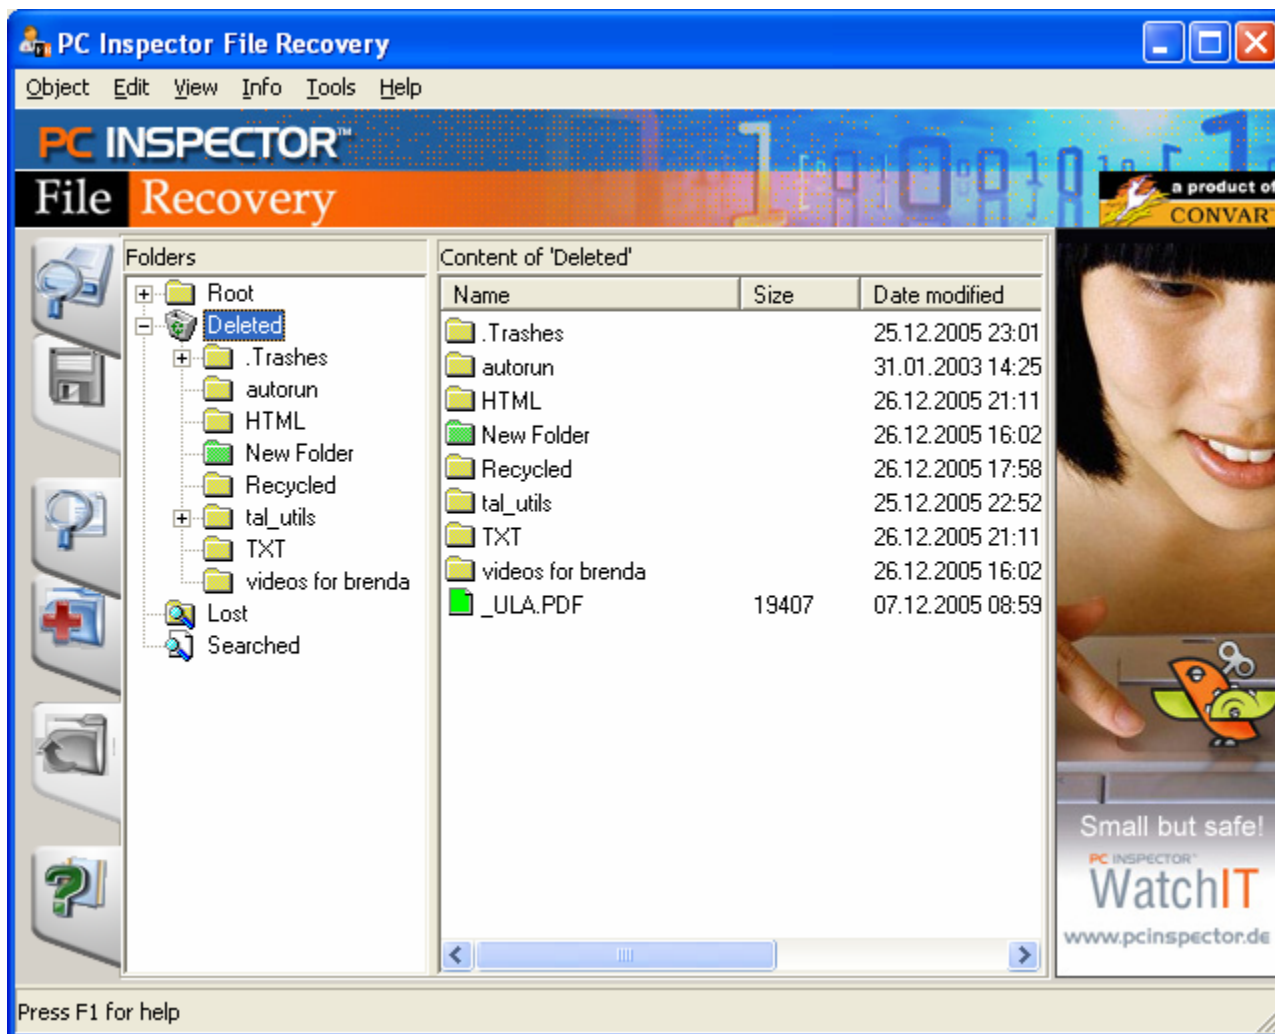 PC Inspector File Recovery
Object Edit View Info Tools Help
PC INSPECTOR™
File Recovery
a product of
CONVAR
Folders
Root
Deleted
.Trashes
autorun
HTML
New Folder
Recycled
tal_utils
TXT
videos for brenda
Lost
Searched
Content of 'Deleted'
Name Size Date modified
.Trashes 25.12.2005 23:01
autorun 31.01.2003 14:25
HTML 26.12.2005 21:11
New Folder 26.12.2005 16:02
Recycled 26.12.2005 17:58
tal_utils 25.12.2005 22:52
TXT 26.12.2005 21:11
videos for brenda 26.12.2005 16:02
_ULA.PDF 19407 07.12.2005 08:59
Small but safe!
PC INSPECTOR™
WatchIT
www.pcinspector.de
Press F1 for help